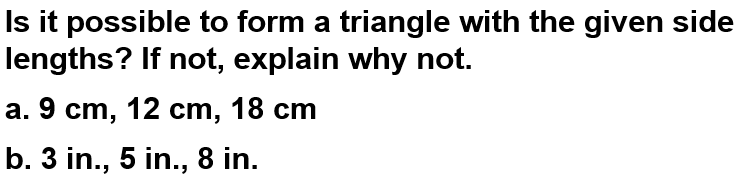 Is it possible to form a triangle with the given side
lengths? If not, explain why not.
a. 9 cm, 12 cm, 18 cm
b. 3 in., 5 in., 8 in.